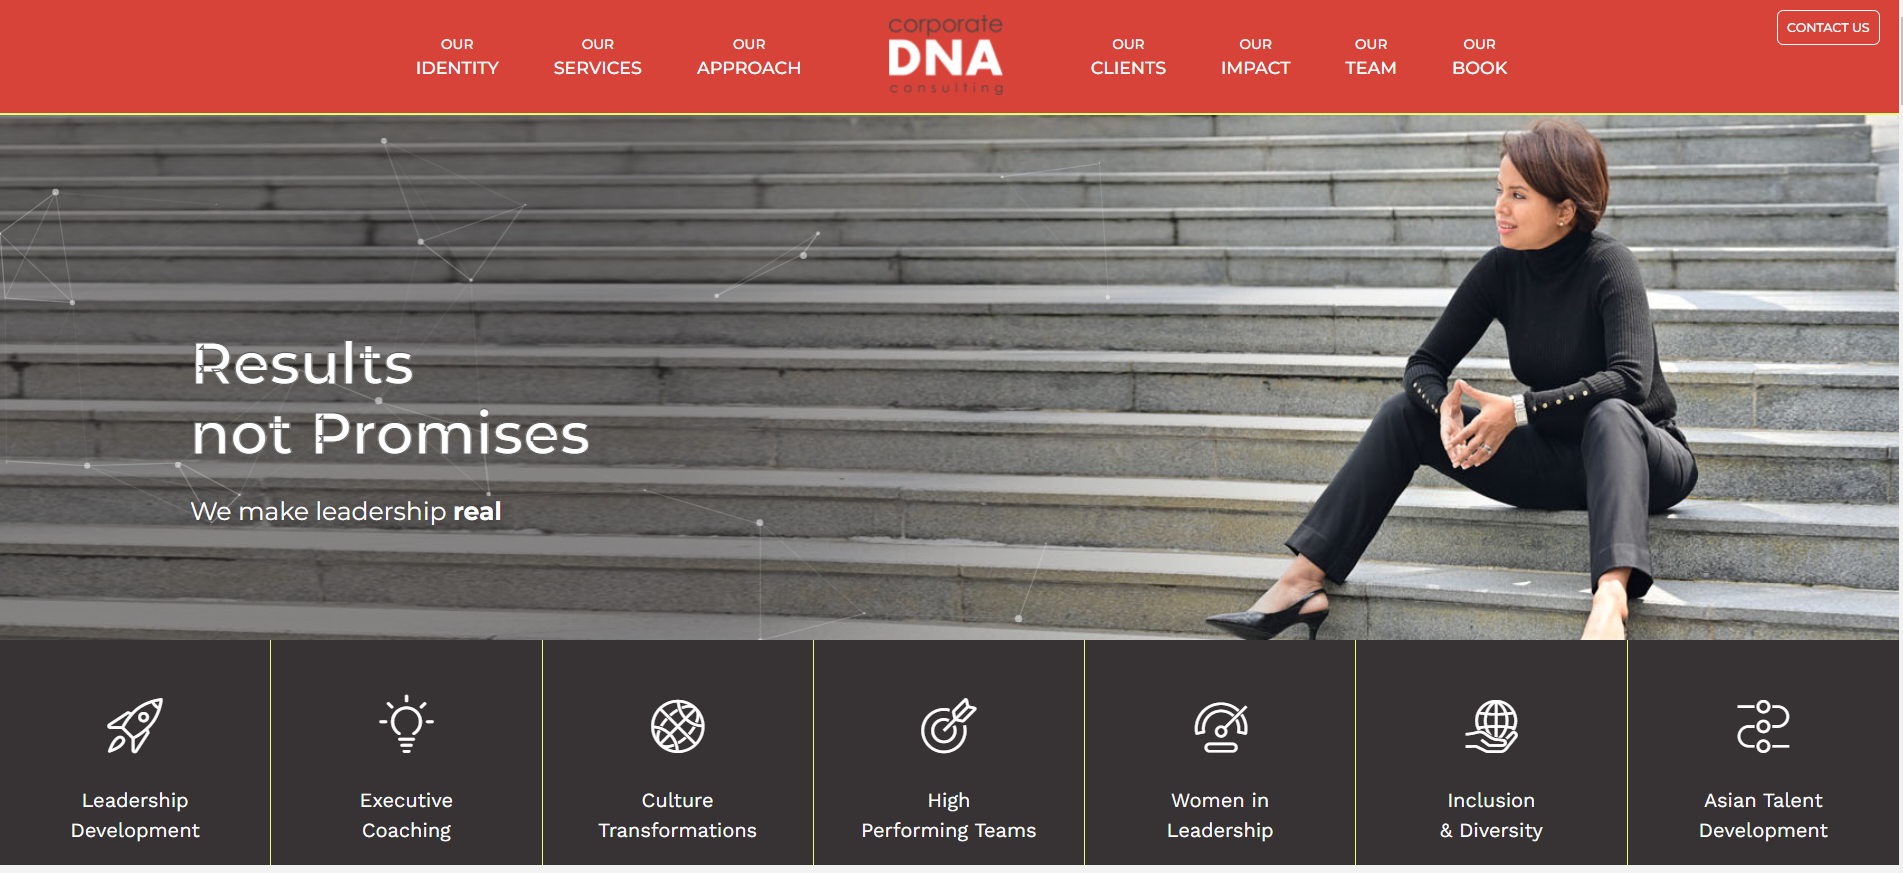 OUR
IDENTITY
OUR
SERVICES
OUR
APPROACH
corporate
DNA
consulting
OUR
CLIENTS
OUR
IMPACT
OUR
TEAM
OUR
BOOK
CONTACT US
Results
not Promises
We make leadership real
Leadership
Development
Executive
Coaching
Culture
Transformations
High
Performing Teams
Women in
Leadership
Inclusion
& Diversity
Asian Talent
Development